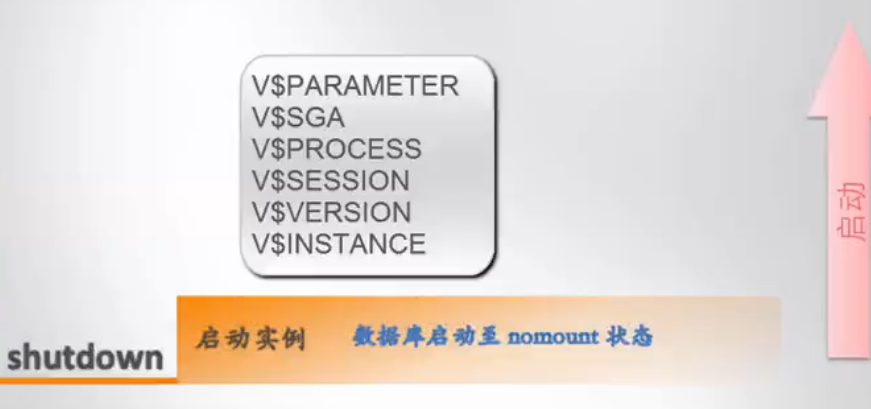 V$PARAMETER
V$SGA
V$PROCESS
V$SESSION
V$VERSION
V$INSTANCE
启动
shutdown
启动实例
数据库启动至 nomount 状态